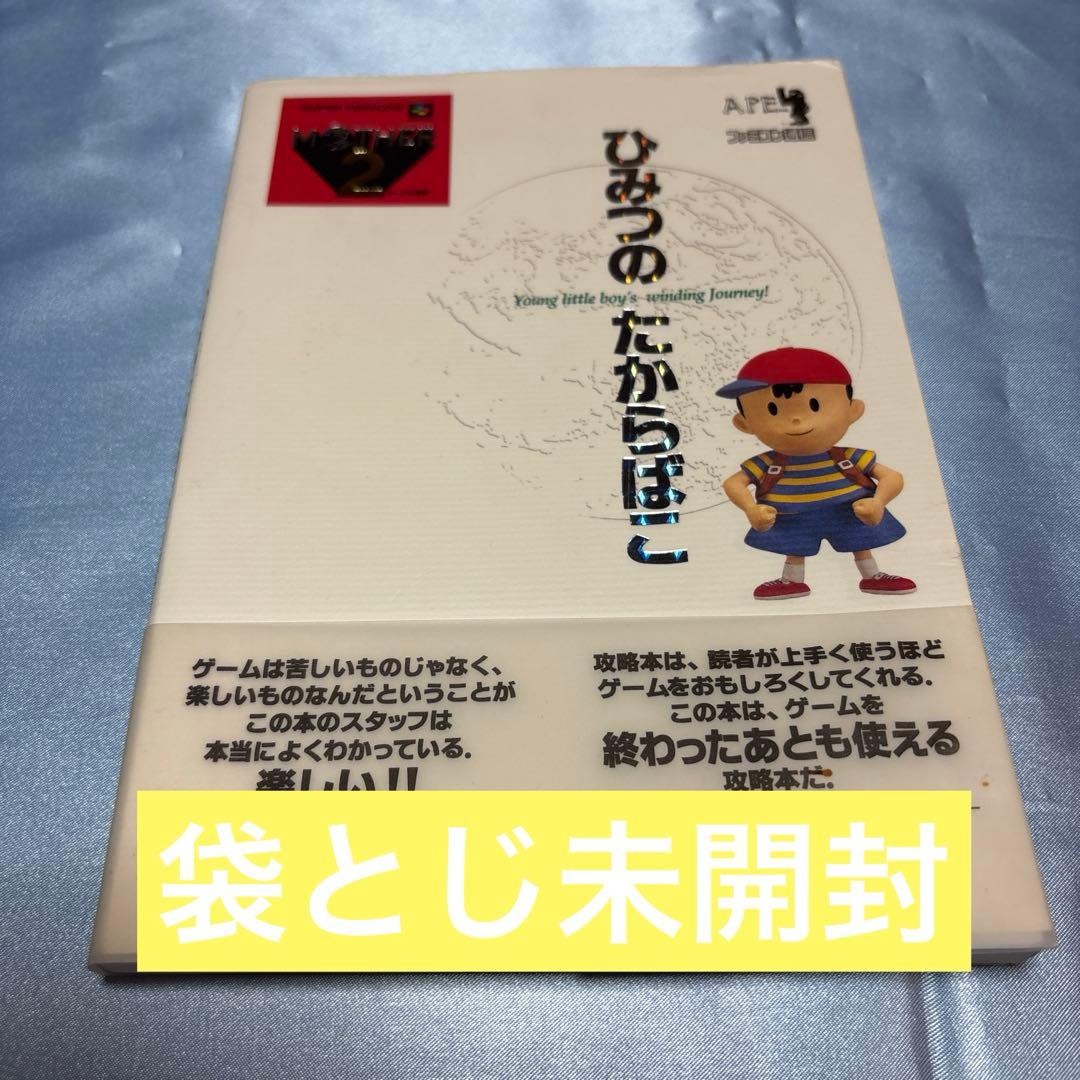 MOTHER
2
APE
ファミコン通信
ひみつのたからばこ
Young little boy's winding Journey!
ゲームは苦しいものじゃなく、
楽しいものなんだということが
この本のスタッフは
本当によくわかっている.
楽しい!!
攻略本は、読者が上手く使うほど
ゲームをおもしろくしてくれる.
この本は、ゲームを
終わったあとも使える
攻略本だ.
袋とじ未開封